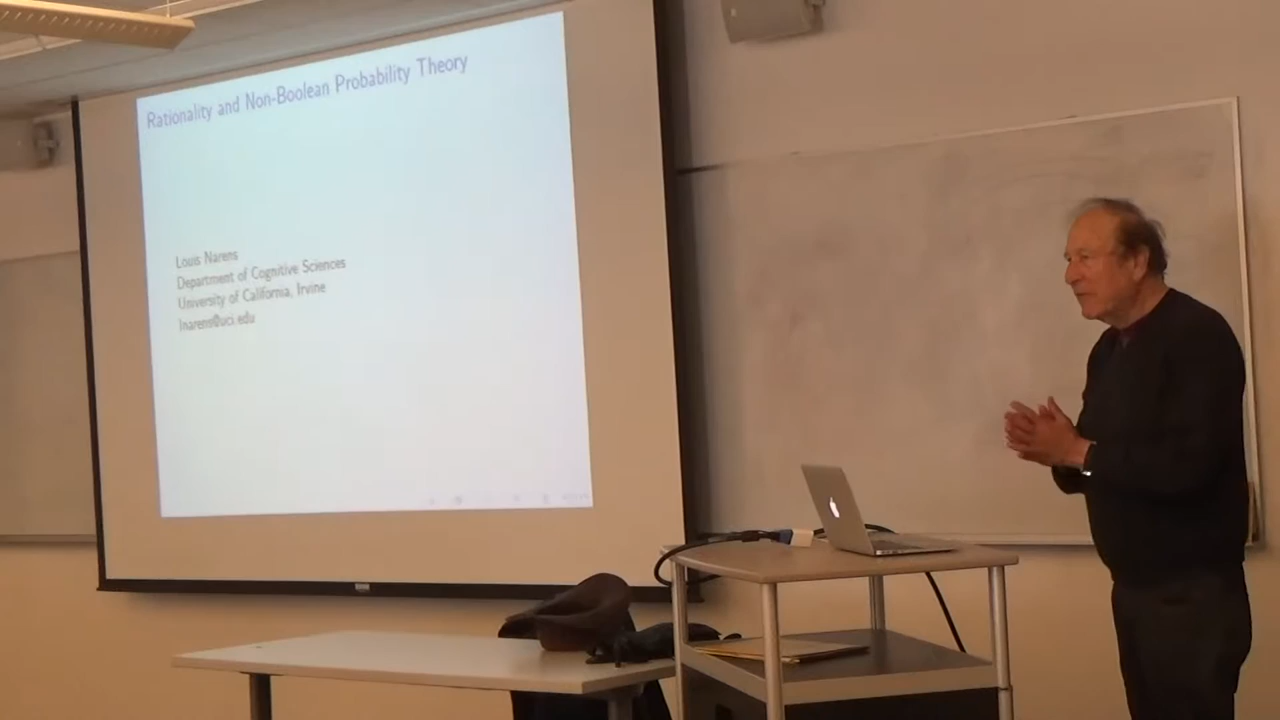 Rationality and Non-Boolean Probability Theory
Louis Narens
Department of Cognitive Sciences
University of California, Irvine
lnarens@uci.edu